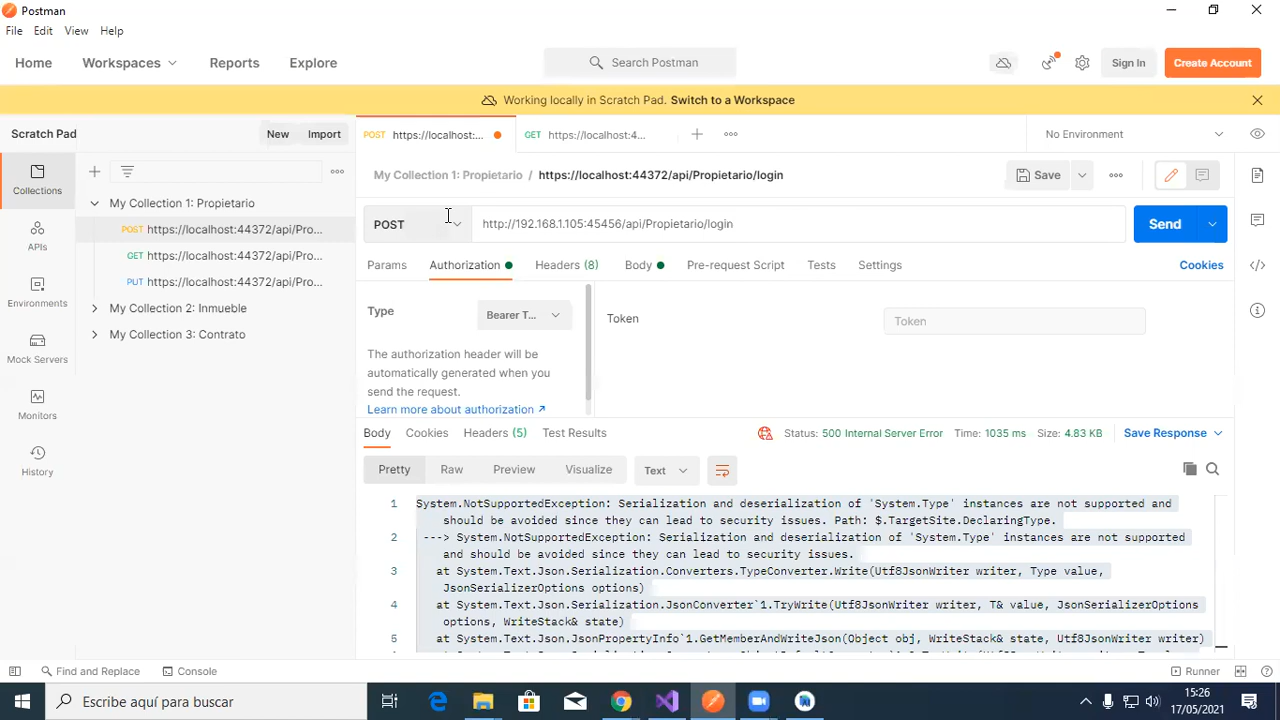 Postman
File Edit View Help
Home Workspaces Reports Explore Search Postman Sign In Create Account
Working locally in Scratch Pad. Switch to a Workspace
Scratch Pad New Import
POST https://localhost:... GET https://localhost:4... No Environment
My Collection 1: Propietario / https://localhost:44372/api/Propietario/login Save
Collections
APIs
Environments
Mock Servers
Monitors
History
My Collection 1: Propietario
POST https://localhost:44372/api/Pro...
GET https://localhost:44372/api/Pro...
PUT https://localhost:44372/api/Pro...
My Collection 2: Inmueble
My Collection 3: Contrato
POST http://192.168.1.105:45456/api/Propietario/login Send
Params Authorization Headers (8) Body Pre-request Script Tests Settings Cookies
Type Bearer T...
Token Token
The authorization header will be
automatically generated when you
send the request.
Learn more about authorization ↗
Body Cookies Headers (5) Test Results Status: 500 Internal Server Error Time: 1035 ms Size: 4.83 KB Save Response
Pretty Raw Preview Visualize Text
1 System.NotSupportedException: Serialization and deserialization of 'System.Type' instances are not supported and
should be avoided since they can lead to security issues. Path: $.TargetSite.DeclaringType.
2 ---> System.NotSupportedException: Serialization and deserialization of 'System.Type' instances are not supported
and should be avoided since they can lead to security issues.
3 at System.Text.Json.Serialization.Converters.TypeConverter.Write(Utf8JsonWriter writer, Type value,
JsonSerializerOptions options)
4 at System.Text.Json.Serialization.JsonConverter`1.TryWrite(Utf8JsonWriter writer, T& value, JsonSerializerOptions
options, WriteStack& state)
5 at System.Text.Json.JsonPropertyInfo`1.GetMemberAndWriteJson(Object obj, WriteStack& state, Utf8JsonWriter writer)
Find and Replace Console Runner
Escribe aquí para buscar
15:26
17/05/2021